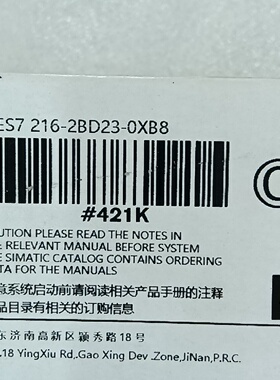 ES7 216-2BD23-0XB8
#421K
CAUTION PLEASE READ THE NOTES IN
RELEVANT MANUAL BEFORE SYSTEM
SIMATIC CATALOG CONTAINS ORDERING
FOR THE MANUALS
系统启动前请阅读相关产品手册的注释
品目录有相关的订购信息
东济南高新区颖秀路18号
.18 YingXiu Rd,Gao Xing Dev .Zone,JiNan,P.R.C.